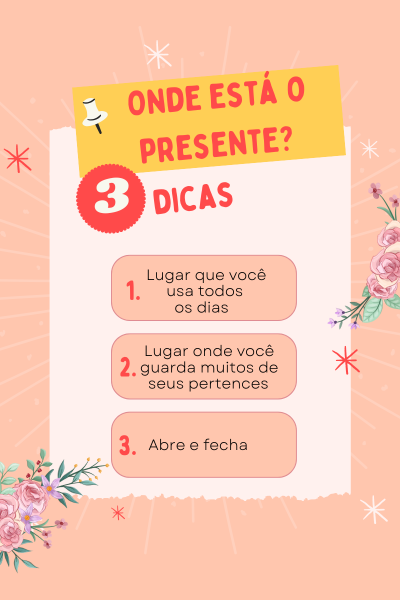 ONDE ESTÁ O
PRESENTE?
3 DICAS
1. Lugar que você
usa todos
os dias
2. Lugar onde você
guarda muitos de
seus pertences
3. Abre e fecha